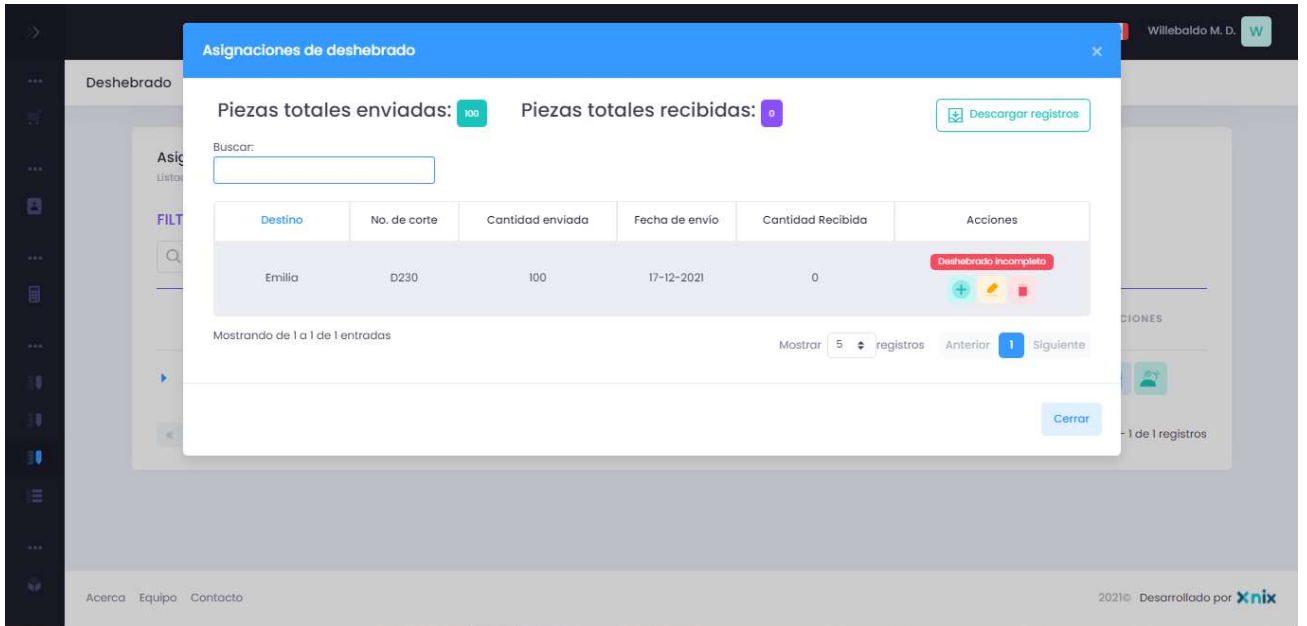 Willebaldo M. D. W
Asignaciones de deshebrado ×
Deshebrado
Piezas totales enviadas: 100 Piezas totales recibidas: 0 Descargar registros
Buscar:
Asig
Listad
FILT
Destino No. de corte Cantidad enviada Fecha de envío Cantidad Recibida Acciones
Deshebrado incompleto
Emilia D230 100 17-12-2021 0
CIONES
Mostrando de 1 a 1 de 1 entradas
Mostrar 5 registros Anterior 1 Siguiente
Cerrar
- 1 de 1 registros
Acerca Equipo Contacto 2021© Desarrollado por Xnix